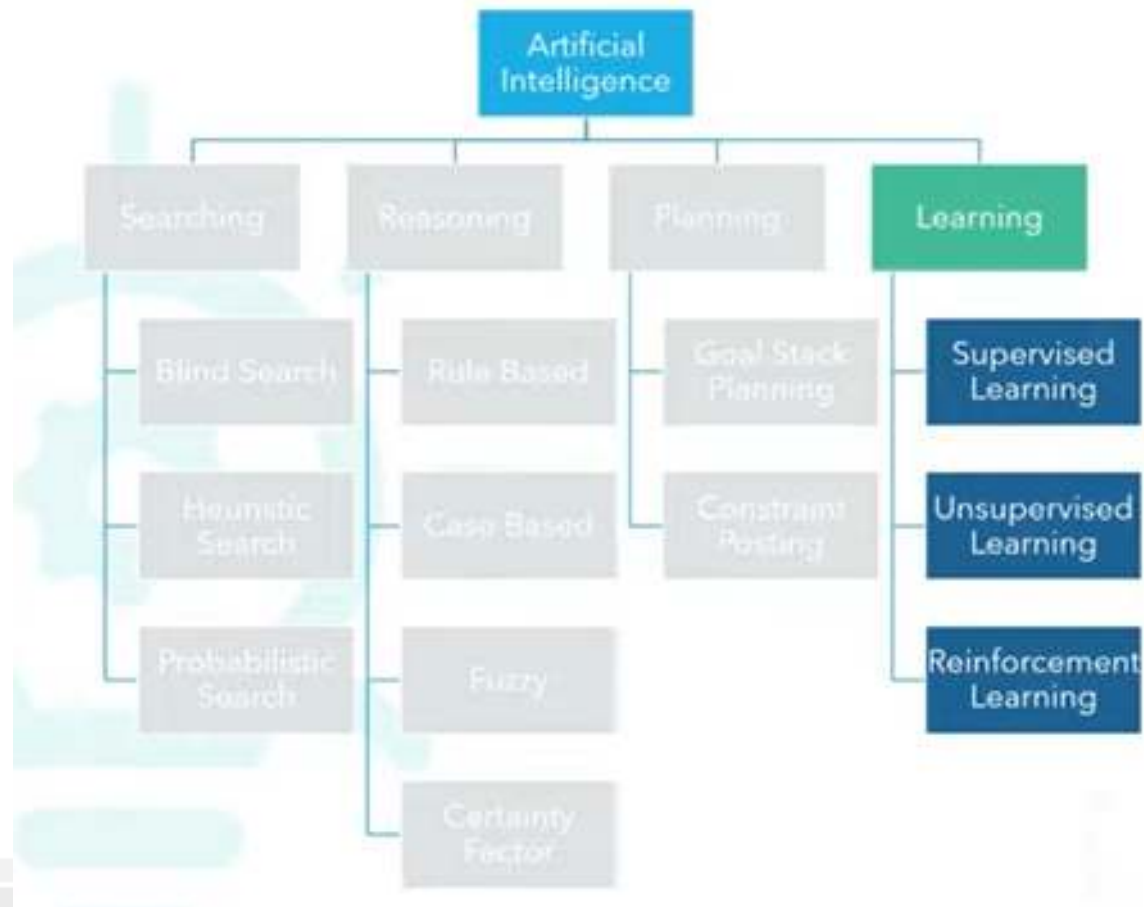 Artificial
Intelligence
Searching
Reasoning
Planning
Learning
Blind Search
Rule Based
Goal Stack
Planning
Supervised
Learning
Heuristic
Search
Case Based
Constraint
Posting
Unsupervised
Learning
Probabilistic
Search
Fuzzy
Reinforcement
Learning
Certainty
Factor